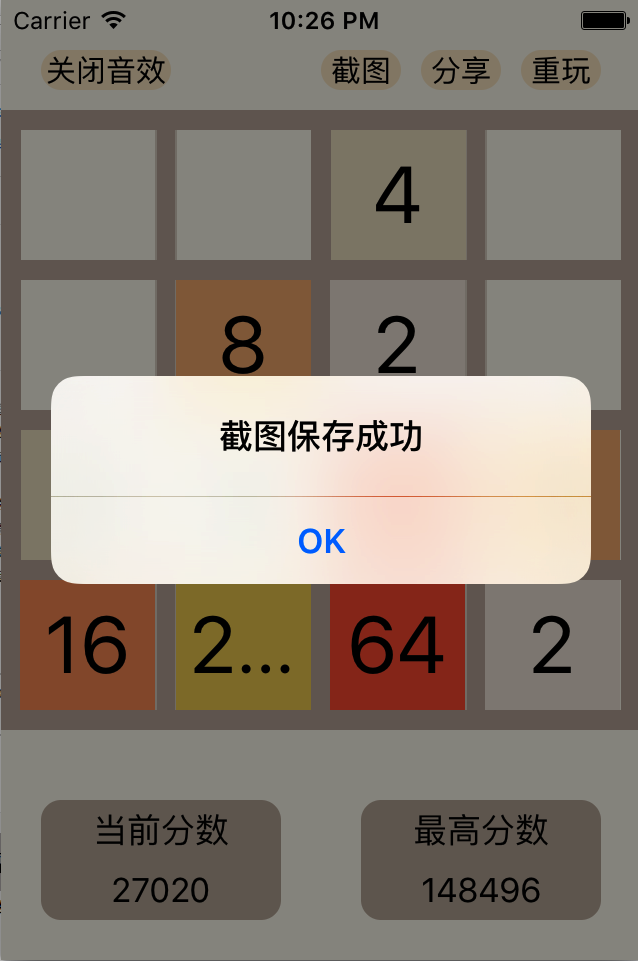 Carrier 10:26 PM
关闭音效 截图 分享 重玩
4
8 2
截图保存成功
OK
16 2... 64 2
当前分数 最高分数
27020 148496